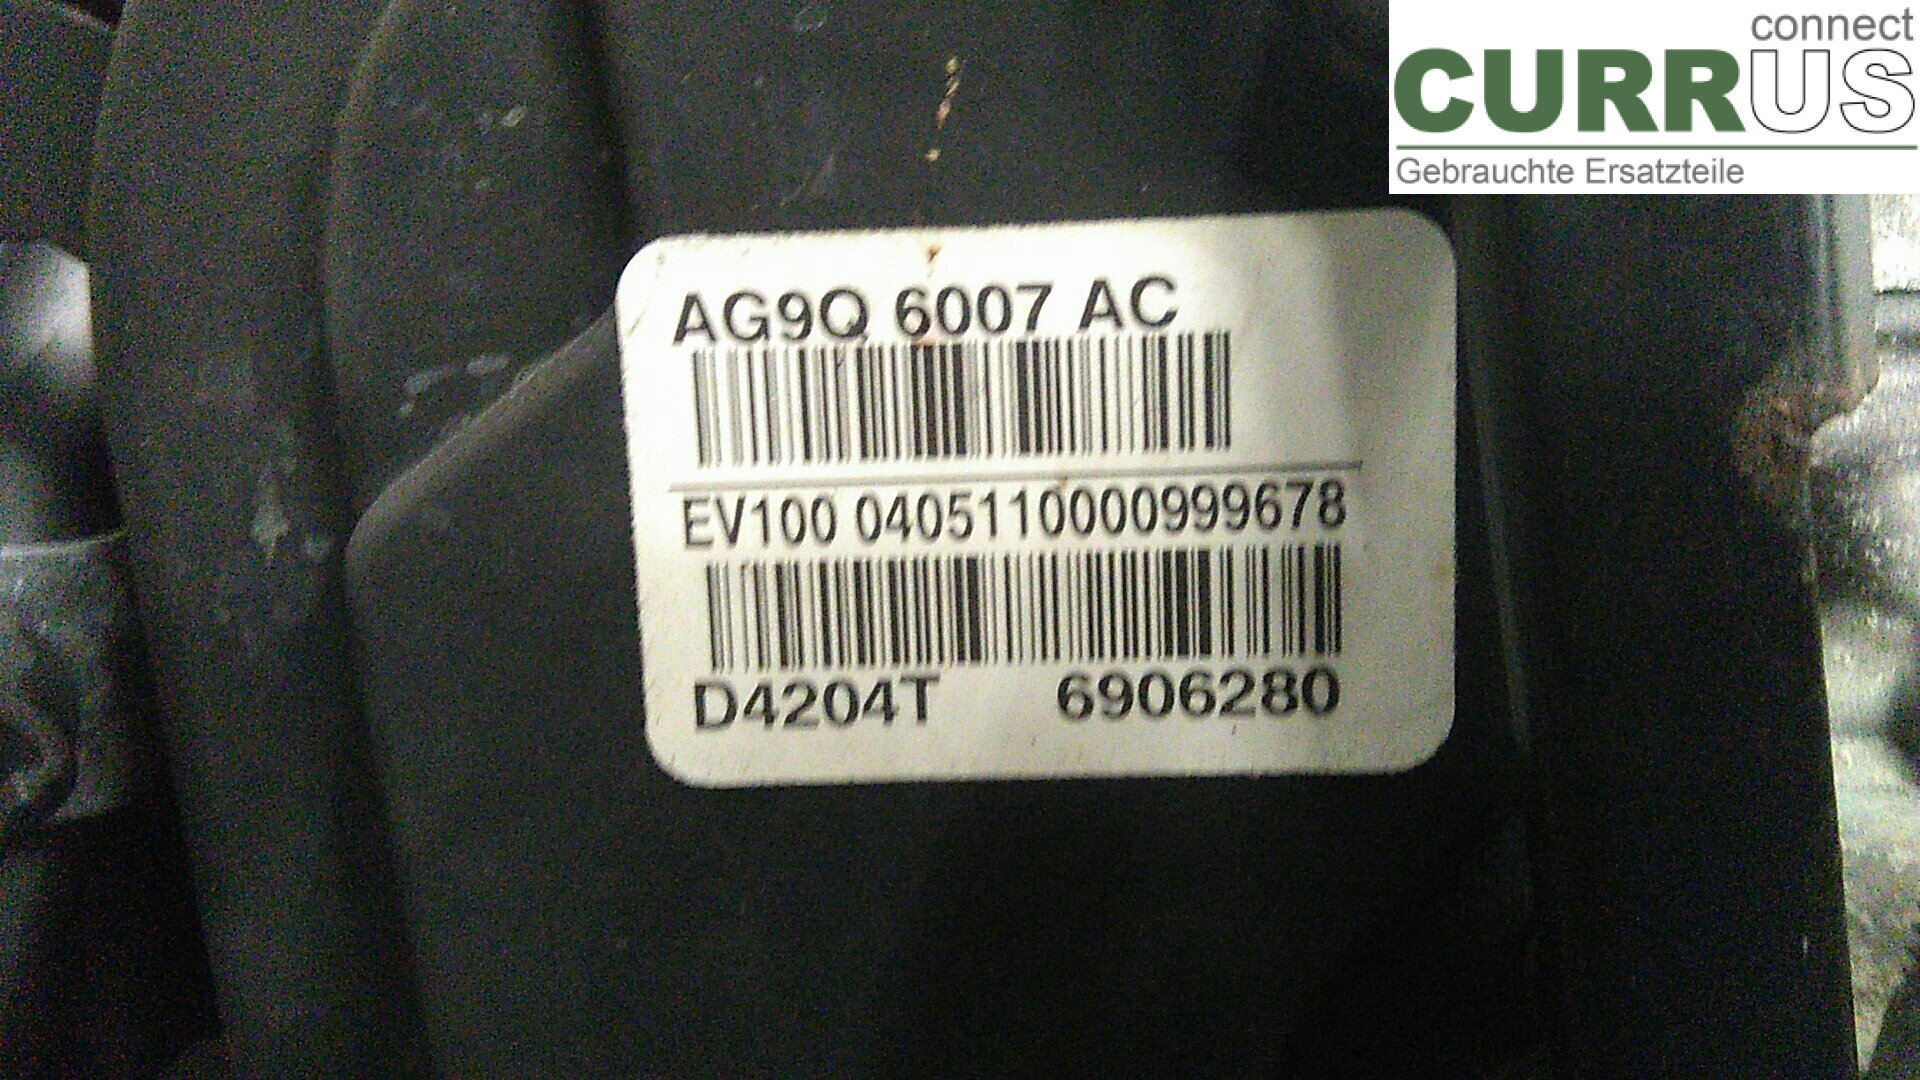 connect
CURRUS
Gebrauchte Ersatzteile
AG9Q 6007 AC
EV100 0405110000999678
D4204T 6906280